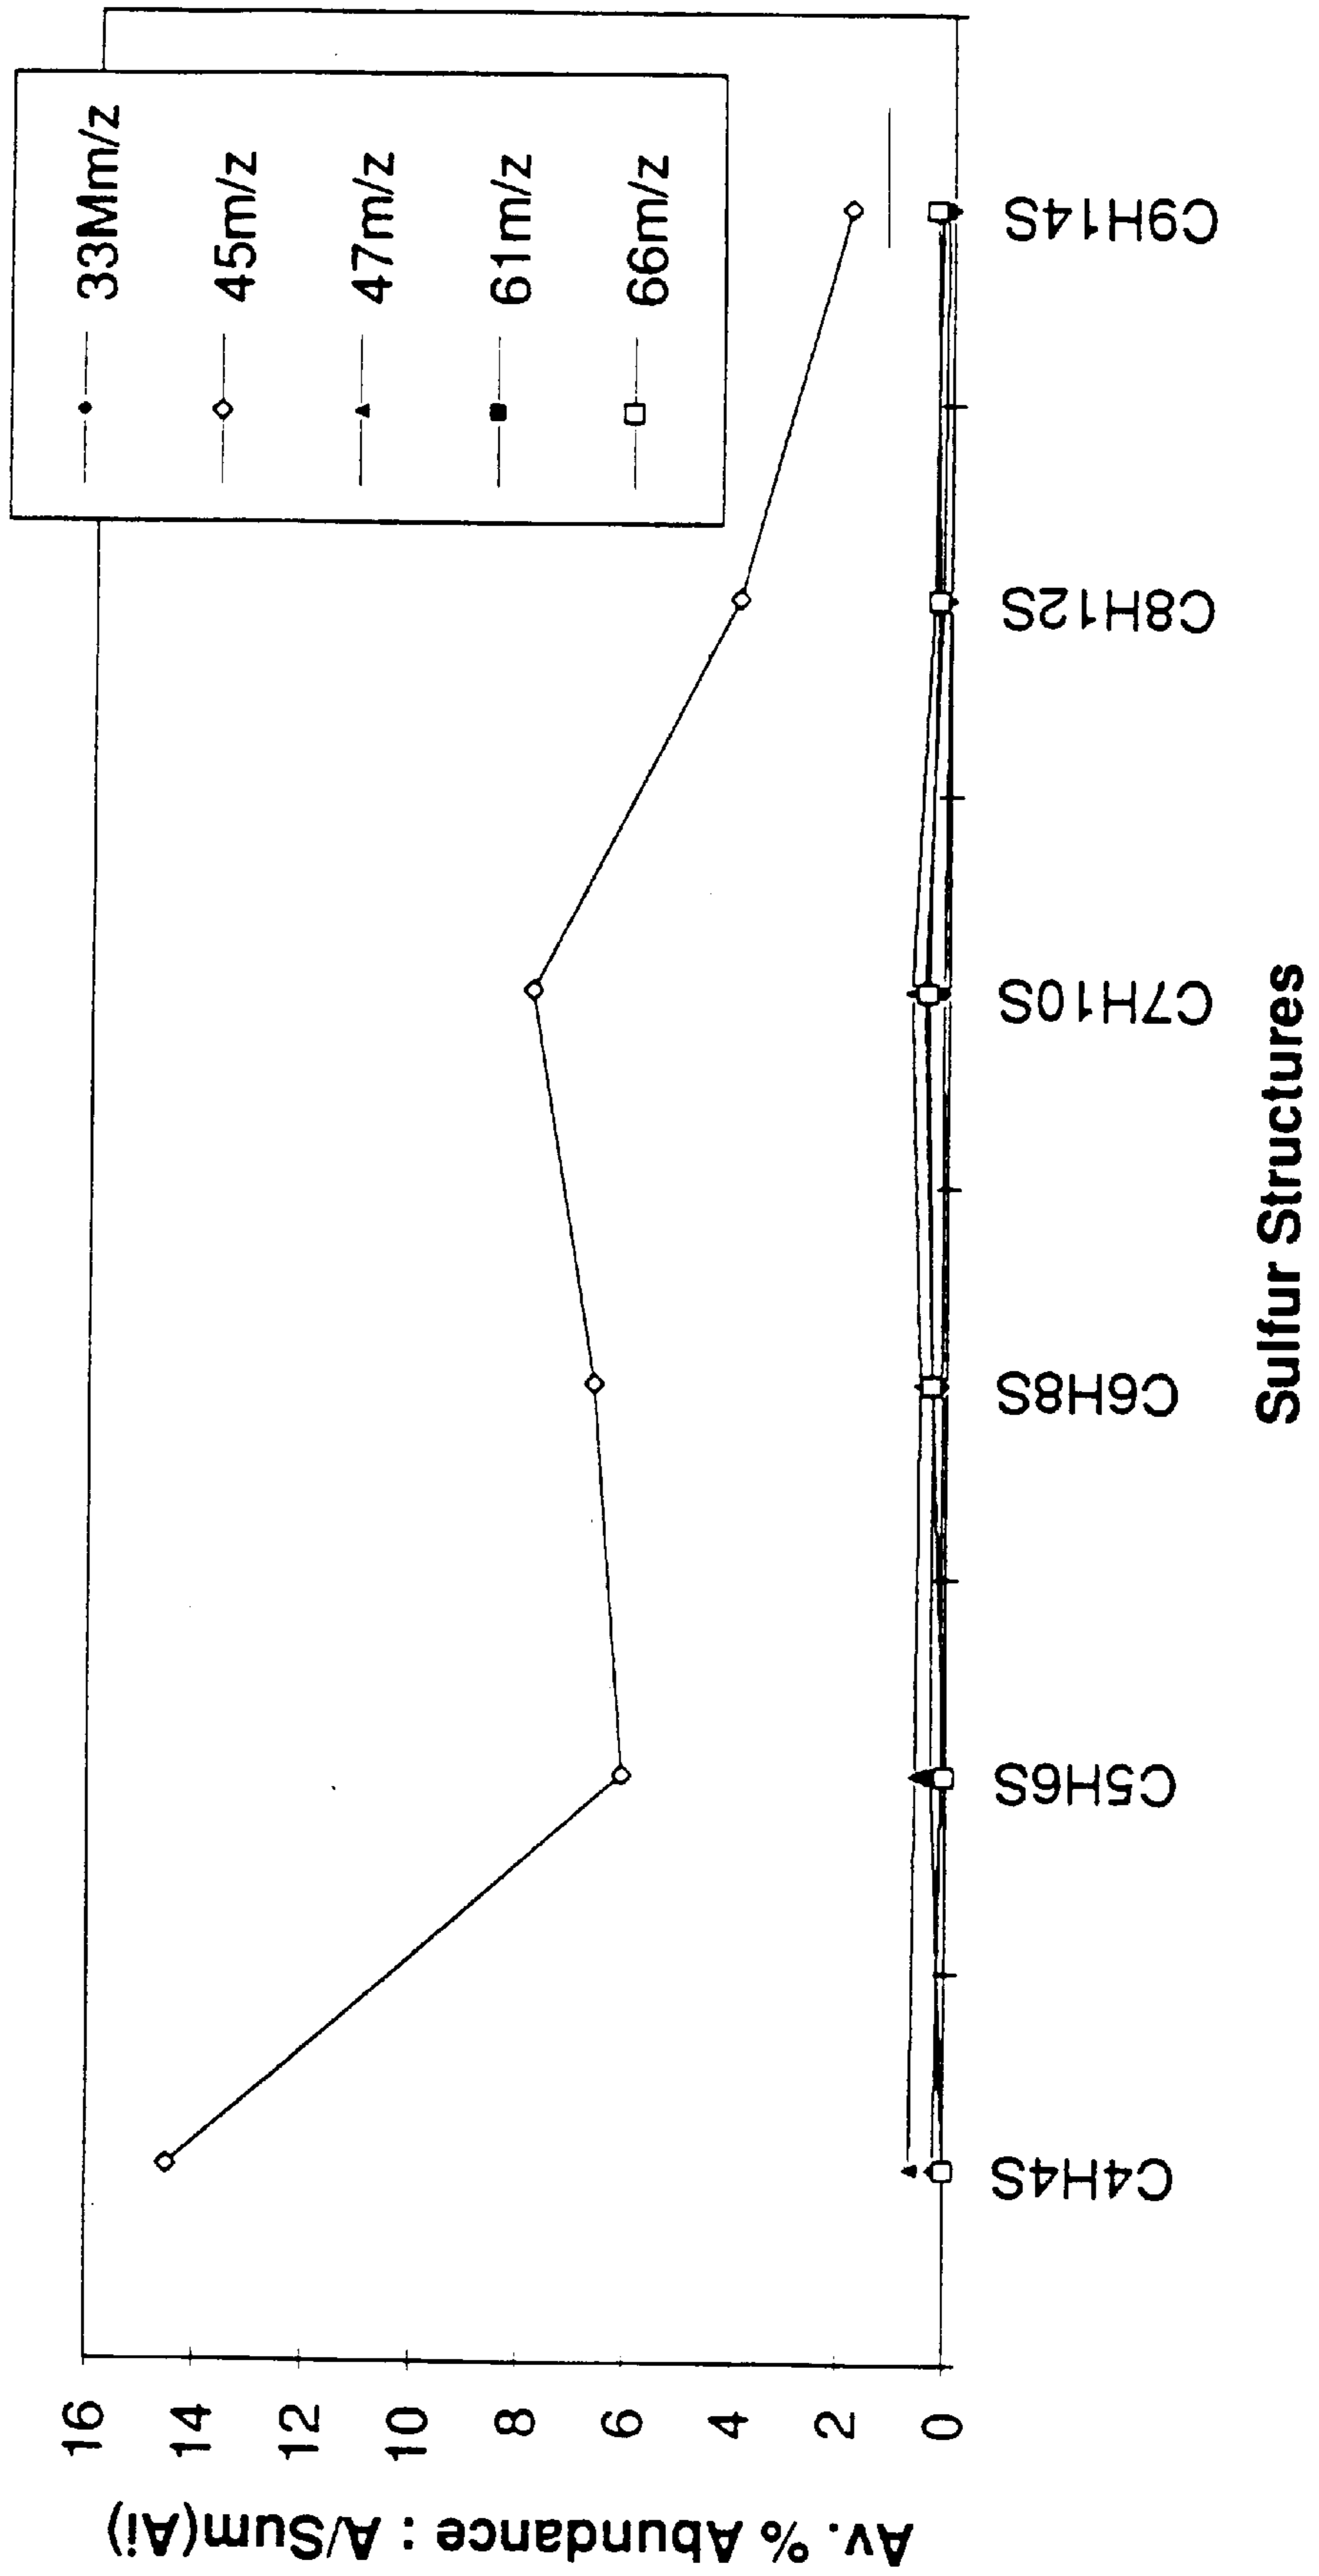 33Mm/z
45m/z
47m/z
61m/z
66m/z
16
14
12
10
8
6
4
2
0
Av. % Abundance : A/Sum(Ai)
C4H4S
C5H6S
C6H8S
C7H10S
C8H12S
C9H14S
Sulfur Structures